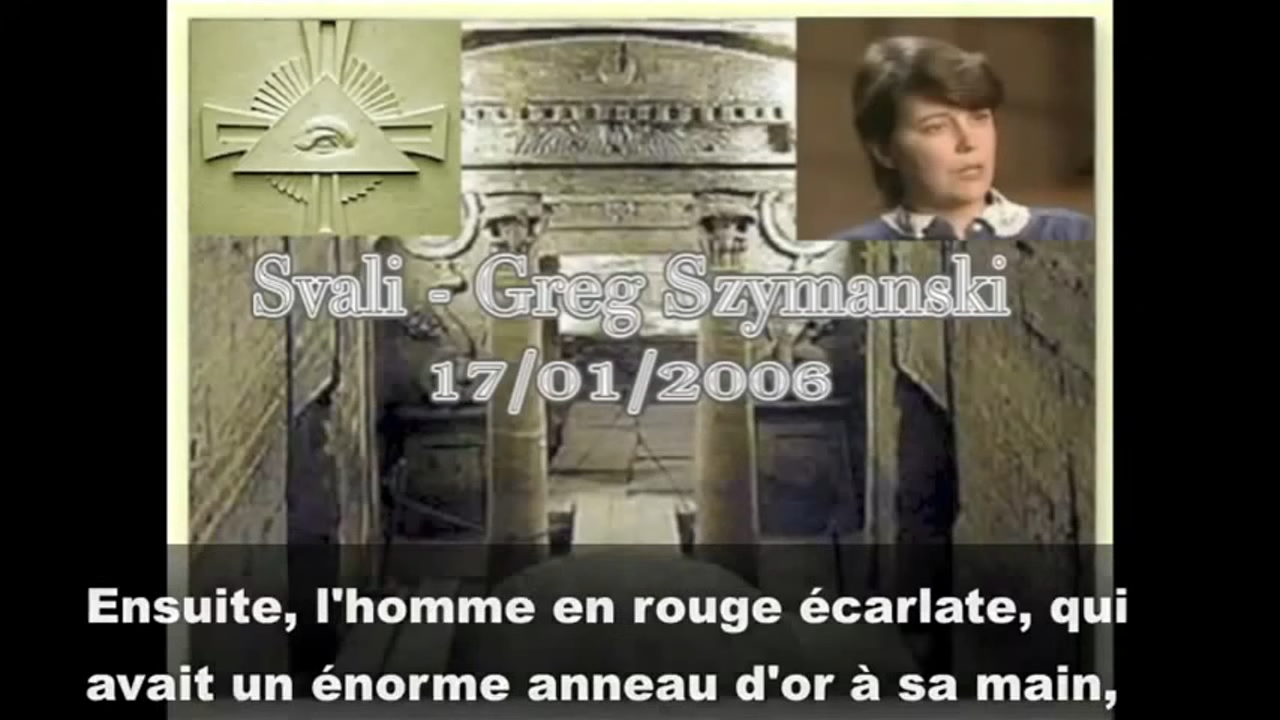 Svali - Greg Szymanski
17/01/2006
Ensuite, l'homme en rouge écarlate, qui
avait un énorme anneau d'or à sa main,